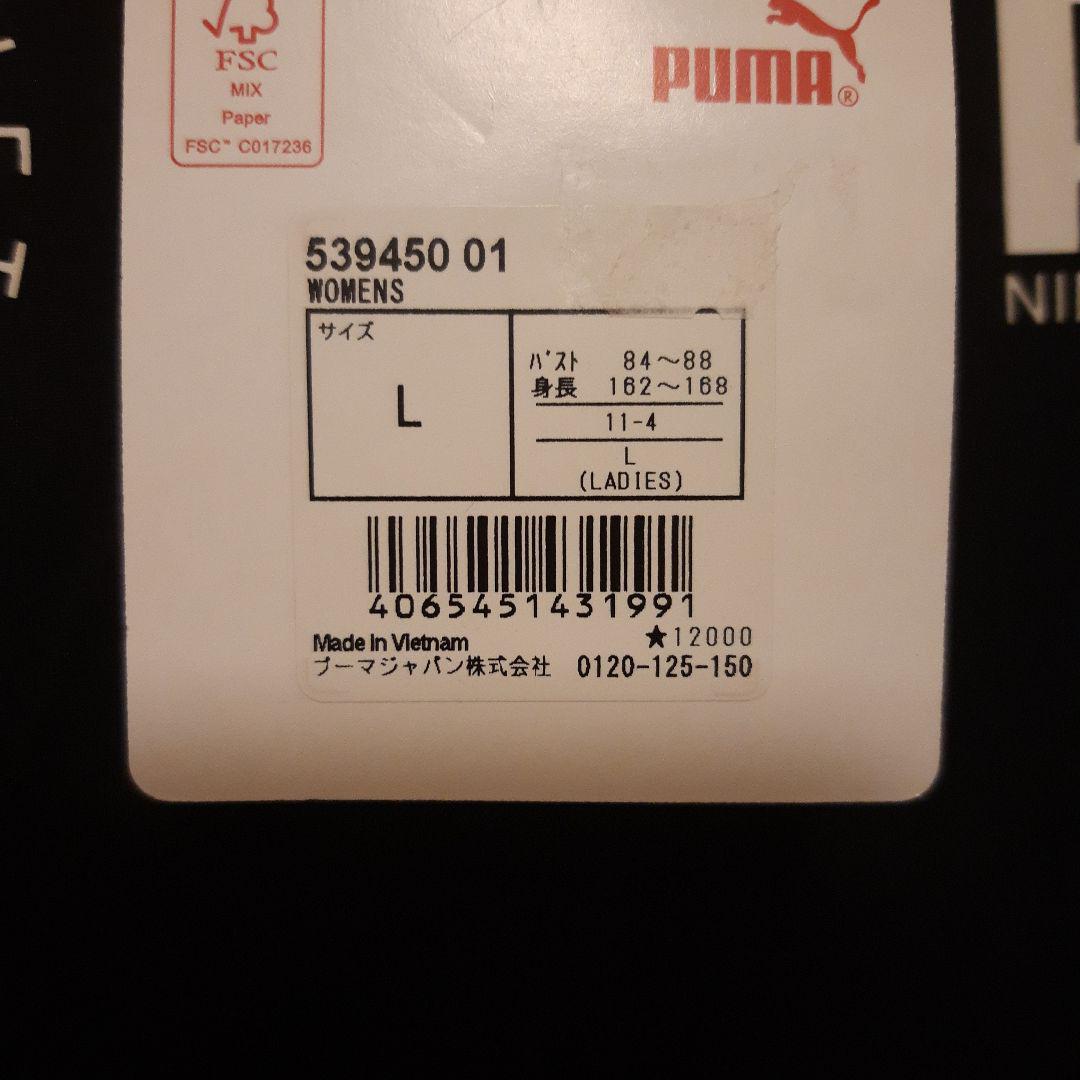 FSC
MIX
Paper
FSC™ C017236
PUMA®
539450 01
WOMENS
サイズ
L
ﾊﾞｽﾄ 84～88
身長 162～168
11-4
L
(LADIES)
4065451431991
Made in Vietnam
★12000
プーマジャパン株式会社 0120-125-150